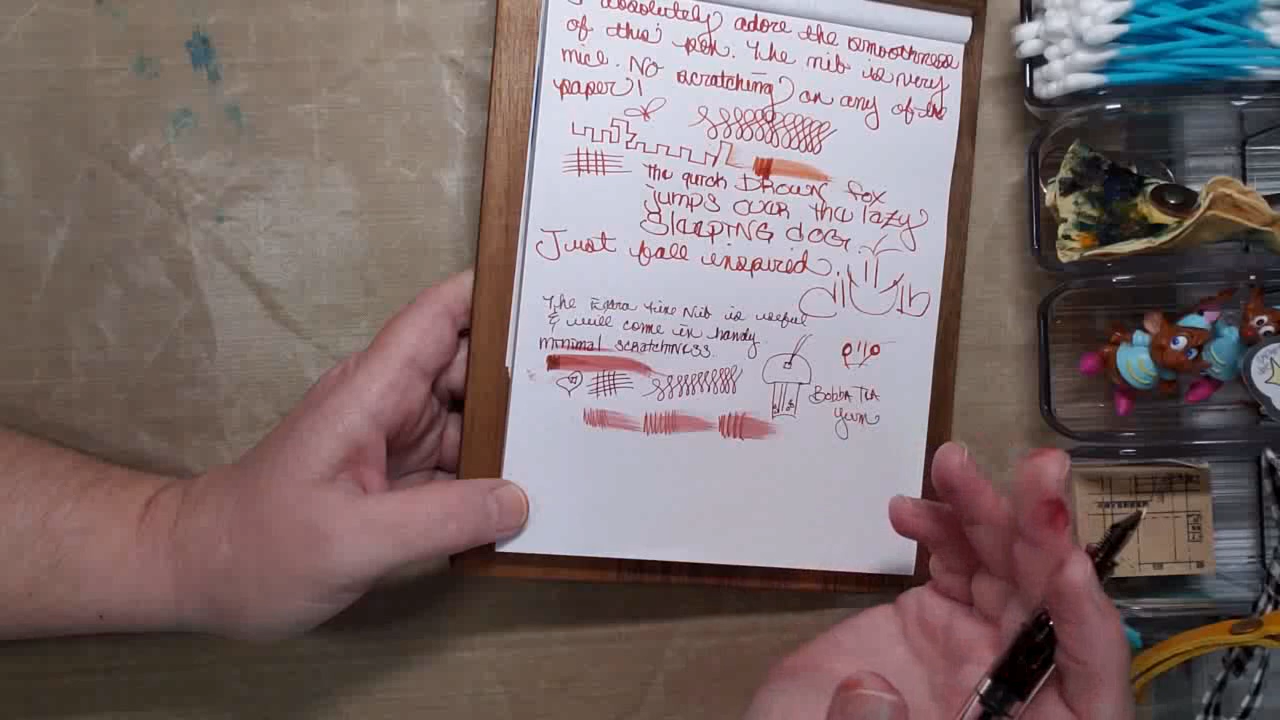 I absolutely adore the smoothness
of this pen. The nib is very
nice. No scratching on any of the
paper!
the quick BROWN fox
jumps over the lazy
Sleeping dog.
Just fall inspired
The Extra Fine Nib is useful
& will come in handy
minimal scratchiness.
Bobba Tea
yum